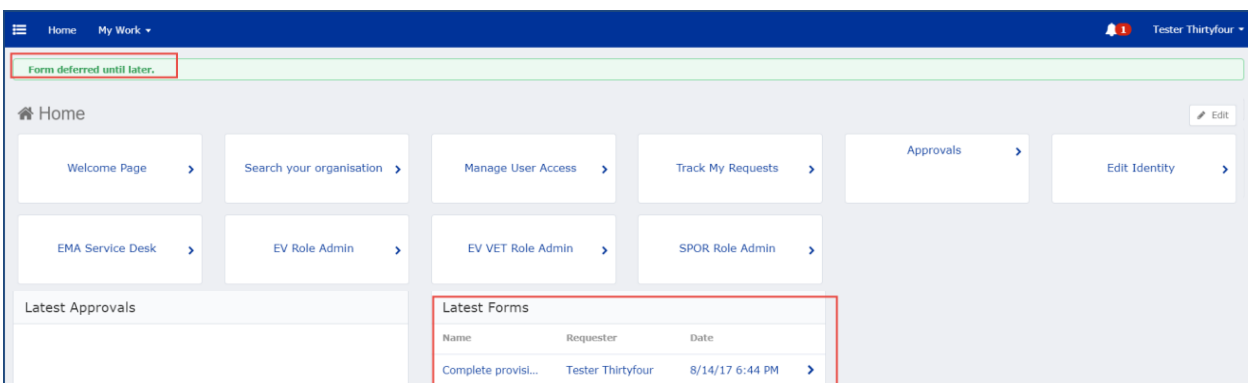 Home My Work 1 Tester Thirtyfour
Form deferred until later.
Home Edit
Welcome Page Search your organisation Manage User Access Track My Requests Approvals Edit Identity
EMA Service Desk EV Role Admin EV VET Role Admin SPOR Role Admin
Latest Approvals Latest Forms
Name Requester Date
Complete provisi... Tester Thirtyfour 8/14/17 6:44 PM